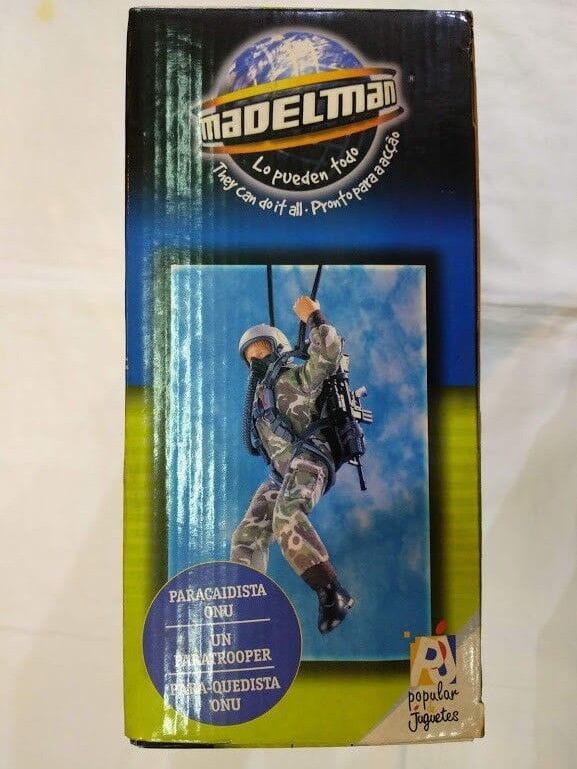 MADELMAN
®
Lo pueden todo
They can do it all · Pronto para a acção
PARACAIDISTA
ONU
UN
PARATROOPER
PARA-QUEDISTA
ONU
PJ
popular
Juguetes